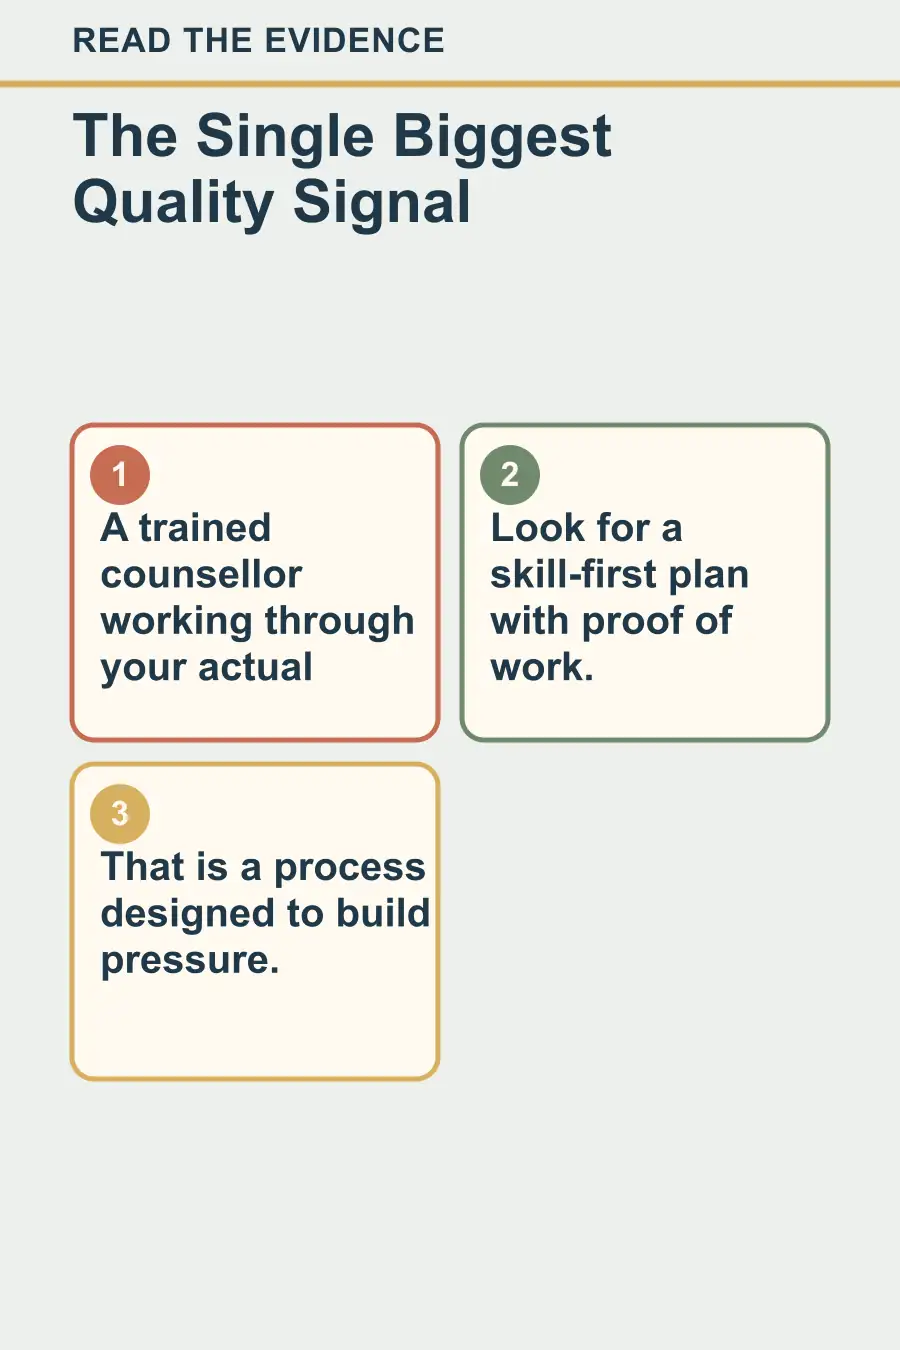 READ THE EVIDENCE
The Single Biggest
Quality Signal
1
A trained
counsellor
working through
your actual
2
Look for a
skill-first plan
with proof of
work.
3
That is a process
designed to build
pressure.